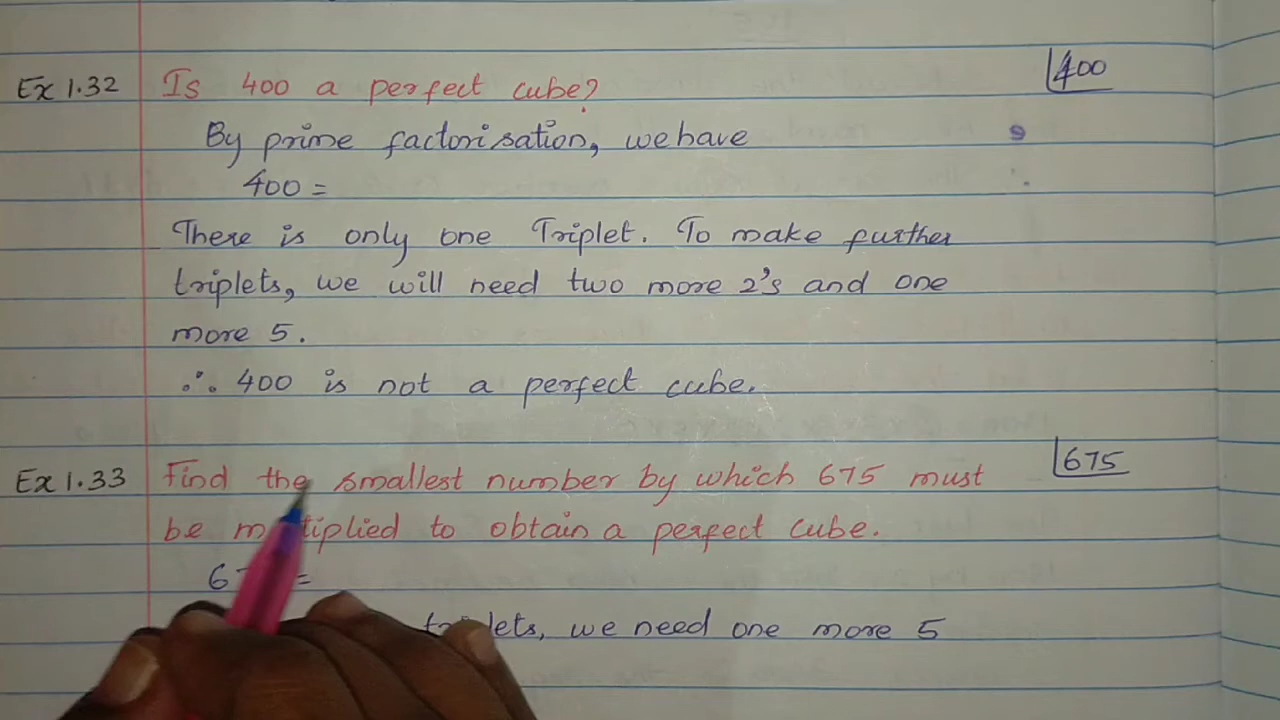 Ex 1.32 Is 400 a perfect cube? 400
By prime factorisation, we have
400 =
There is only one Triplet. To make further
triplets, we will need two more 2's and one
more 5.
∴ 400 is not a perfect cube.
Ex 1.33 Find the smallest number by which 675 must 675
be multiplied to obtain a perfect cube.
=
triplets, we need one more 5